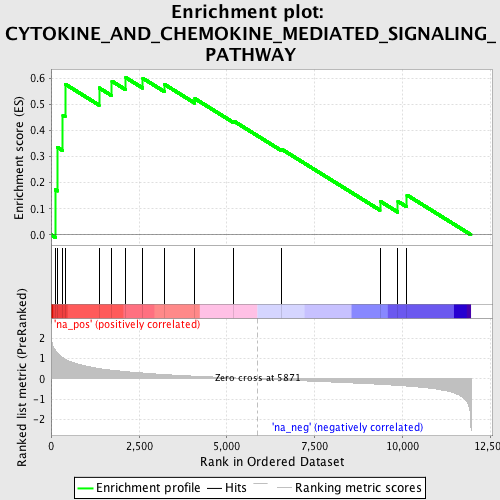 Enrichment plot:
CYTOKINE_AND_CHEMOKINE_MEDIATED_SIGNALING_
PATHWAY
Enrichment score (ES)
0.6
0.5
0.4
0.3
0.2
0.1
0.0
'na_pos' (positively correlated)
Ranked list metric (PreRanked)
2
1
0
-1
-2
Zero cross at 5871
'na_neg' (negatively correlated)
0
2,500
5,000
7,500
10,000
12,50
Rank in Ordered Dataset
Enrichment profile
Hits
Ranking metric scores